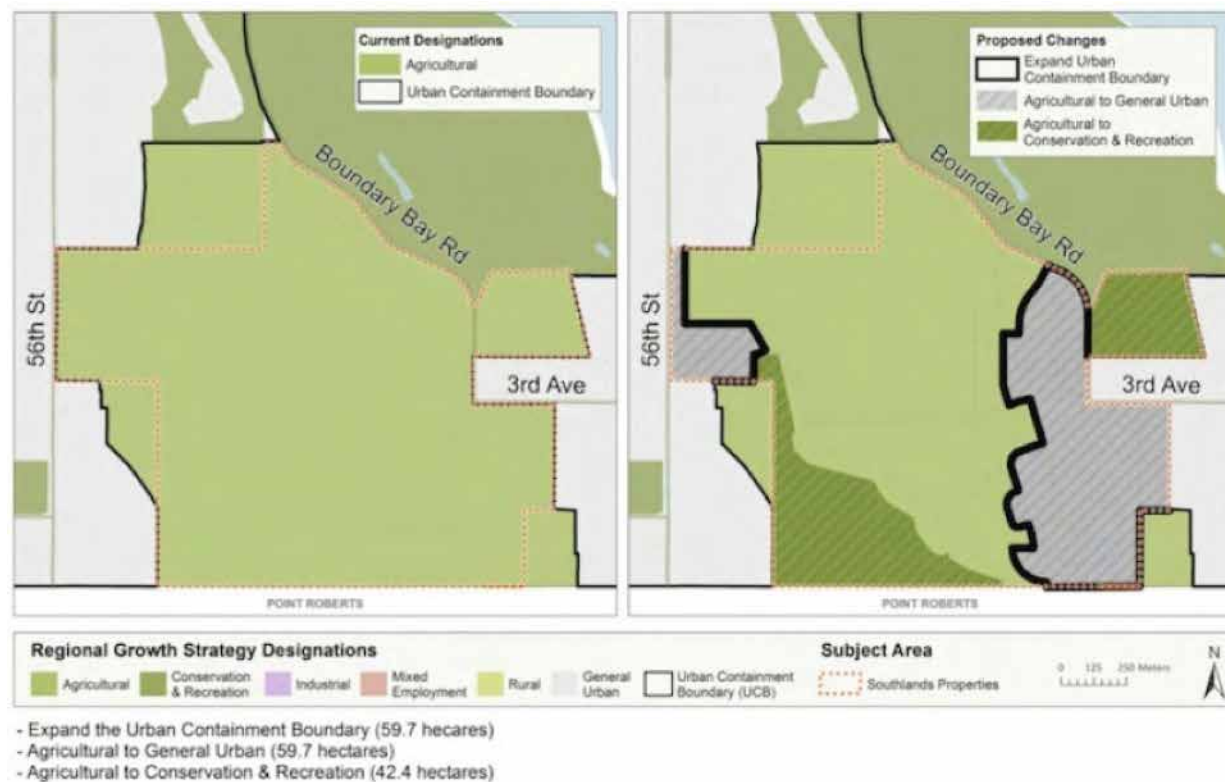 Current Designations
Agricultural
Urban Containment Boundary
Boundary Bay Rd
56th St
3rd Ave
POINT ROBERTS
Proposed Changes
Expand Urban
Containment Boundary
Agricultural to General Urban
Agricultural to
Conservation & Recreation
Boundary Bay Rd
56th St
3rd Ave
POINT ROBERTS
Regional Growth Strategy Designations
Agricultural
Conservation
& Recreation
Industrial
Mixed
Employment
Rural
General
Urban
Urban Containment
Boundary (UCB)
Subject Area
Southlands Properties
0 125 250 Meters
N
- Expand the Urban Containment Boundary (59.7 hecares)
- Agricultural to General Urban (59.7 hectares)
- Agricultural to Conservation & Recreation (42.4 hectares)